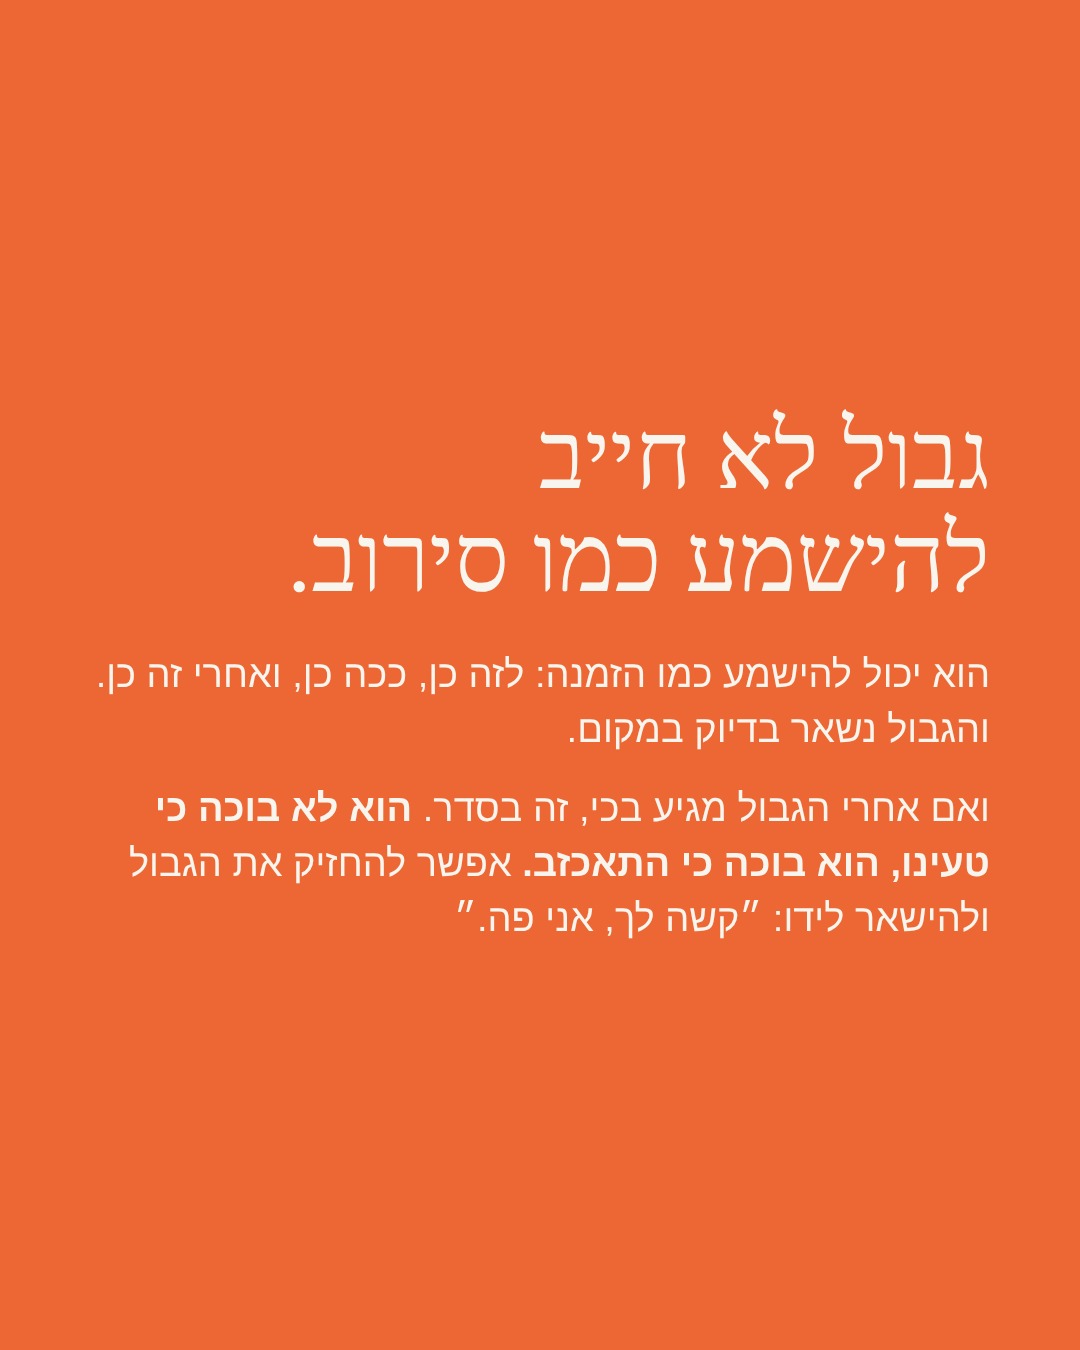 גבול לא חייב
להישמע כמו סירוב.
הוא יכול להישמע כמו הזמנה: לזה כן, ככה כן, ואחרי זה כן.
והגבול נשאר בדיוק במקום.
ואם אחרי הגבול מגיע בכי, זה בסדר. הוא לא בוכה כי
טעינו, הוא בוכה כי התאכזב. אפשר להחזיק את הגבול
ולהישאר לידו: ״קשה לך, אני פה.״